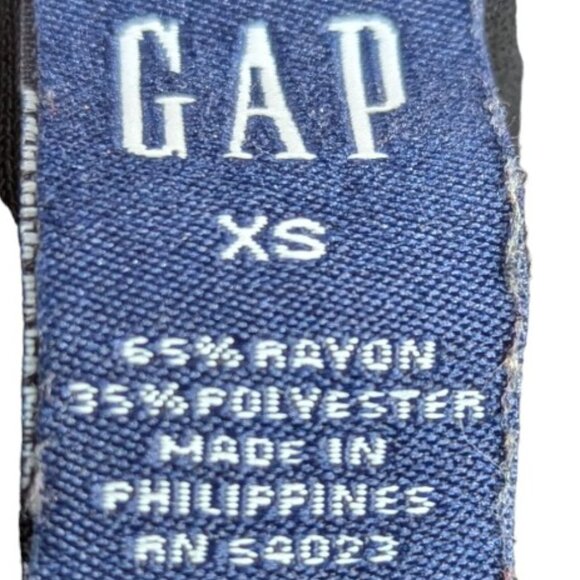 GAP
XS
65% RAYON
35% POLYESTER
MADE IN
PHILIPPINES
RN 54023